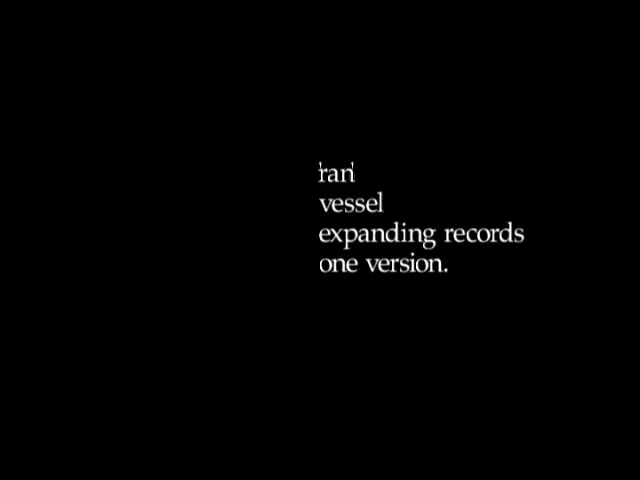 'ran'
vessel
expanding records
one version.